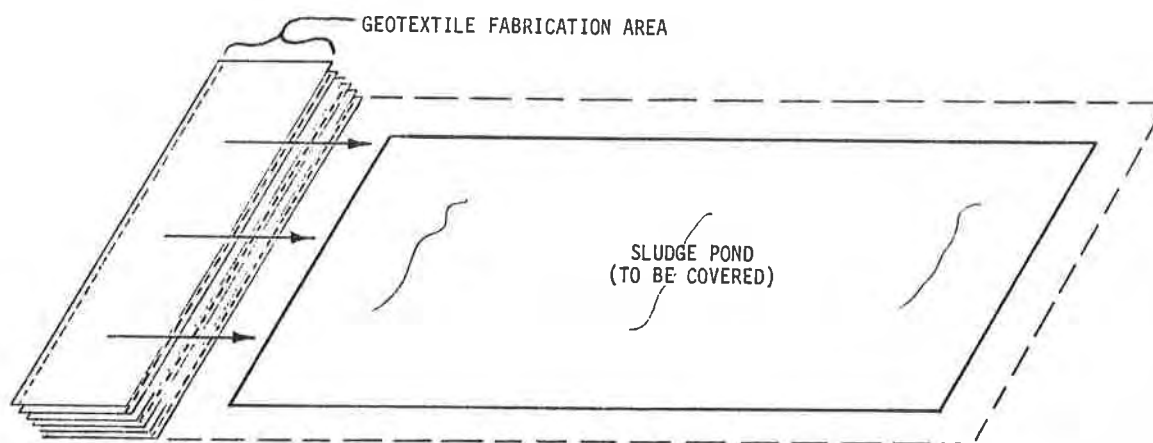 GEOTEXTILE FABRICATION AREA
SLUDGE POND
(TO BE COVERED)